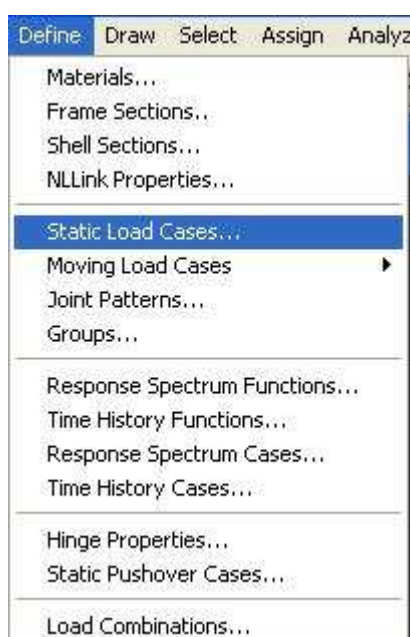 Define Draw Select Assign Analyz
Materials...
Frame Sections..
Shell Sections...
NLLink Properties...
Static Load Cases...
Moving Load Cases
Joint Patterns...
Groups...
Response Spectrum Functions...
Time History Functions...
Response Spectrum Cases...
Time History Cases...
Hinge Properties...
Static Pushover Cases...
Load Combinations...